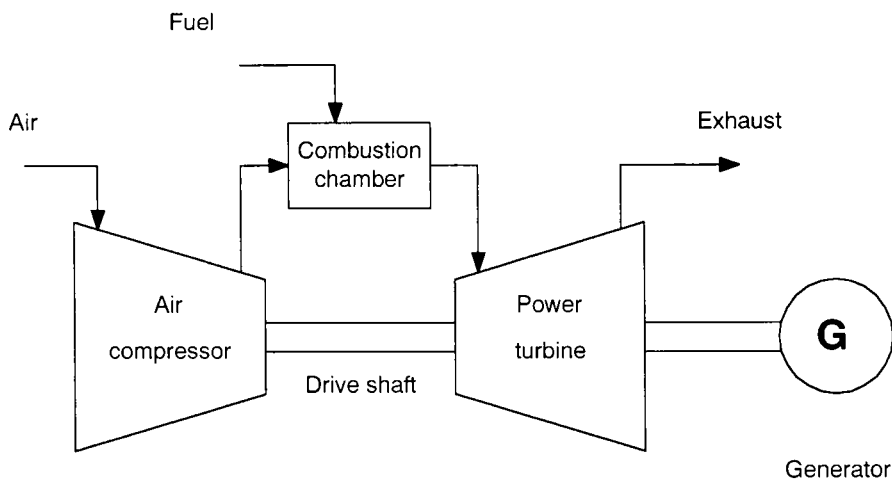 Fuel
Air
Exhaust
Combustion
chamber
Air
compressor
Power
turbine
G
Drive shaft
Generator